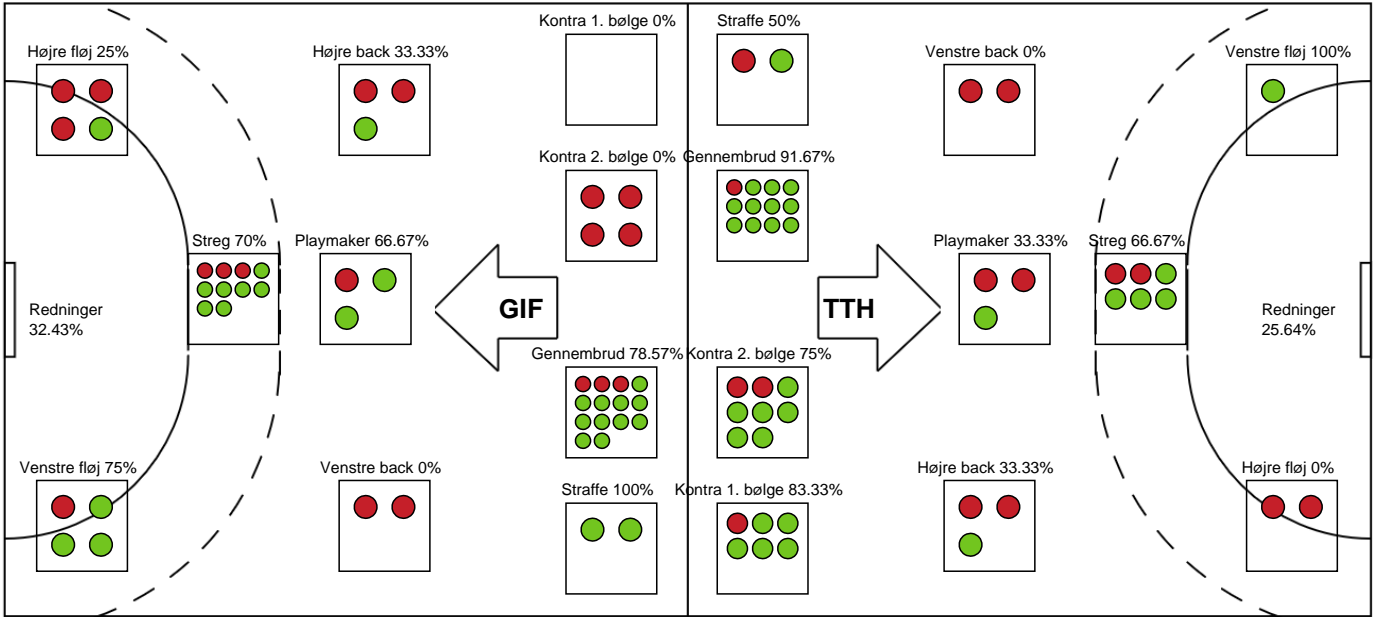 Kontra 1. bølge 0%
Straffe 50%
Højre fløj 25%
Højre back 33.33%
Venstre back 0%
Venstre fløj 100%
Kontra 2. bølge 0%
Gennembrud 91.67%
Streg 70%
Playmaker 66.67%
Playmaker 33.33%
Streg 66.67%
Redninger
32.43%
GIF
TTH
Redninger
25.64%
Gennembrud 78.57%
Kontra 2. bølge 75%
Venstre fløj 75%
Venstre back 0%
Højre back 33.33%
Højre fløj 0%
Straffe 100%
Kontra 1. bølge 83.33%